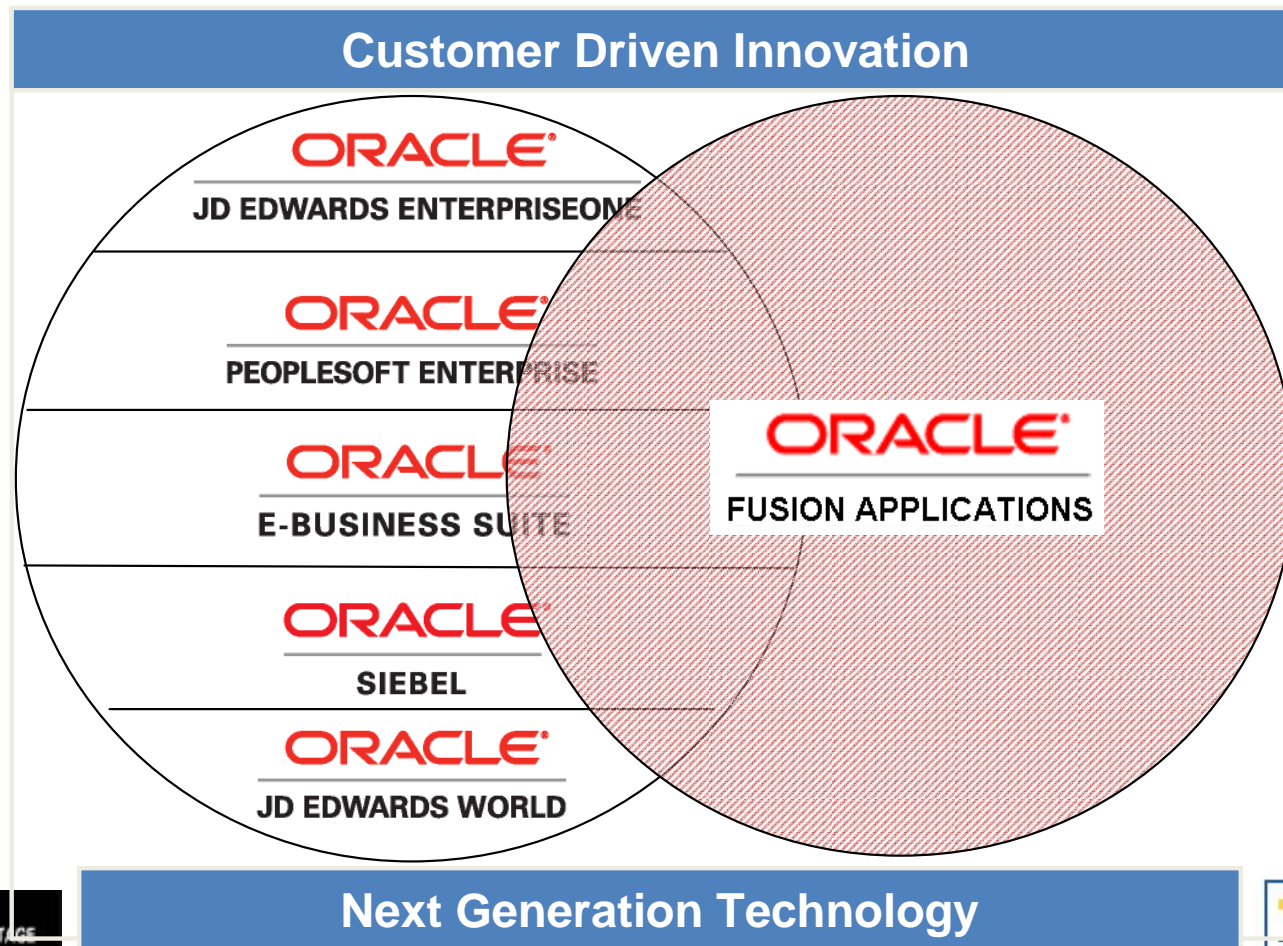 Customer Driven Innovation
ORACLE®
JD EDWARDS ENTERPRISEONE
ORACLE®
PEOPLESOFT ENTERPRISE
ORACLE®
E-BUSINESS SUITE
ORACLE®
FUSION APPLICATIONS
ORACLE®
SIEBEL
ORACLE®
JD EDWARDS WORLD
Next Generation Technology